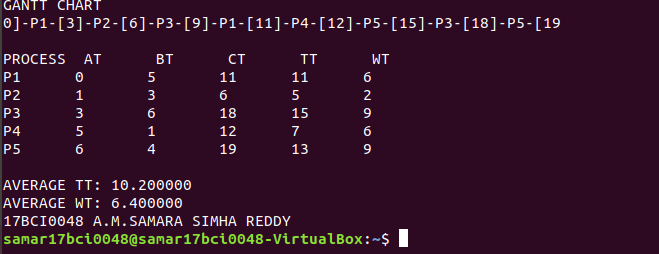 GANTT CHART
0]-P1-[3]-P2-[6]-P3-[9]-P1-[11]-P4-[12]-P5-[15]-P3-[18]-P5-[19
PROCESS AT BT CT TT WT
P1 0 5 11 11 6
P2 1 3 6 5 2
P3 3 6 18 15 9
P4 5 1 12 7 6
P5 6 4 19 13 9
AVERAGE TT: 10.200000
AVERAGE WT: 6.400000
17BCI0048 A.M.SAMARA SIMHA REDDY
samar17bci0048@samar17bci0048-VirtualBox:~$